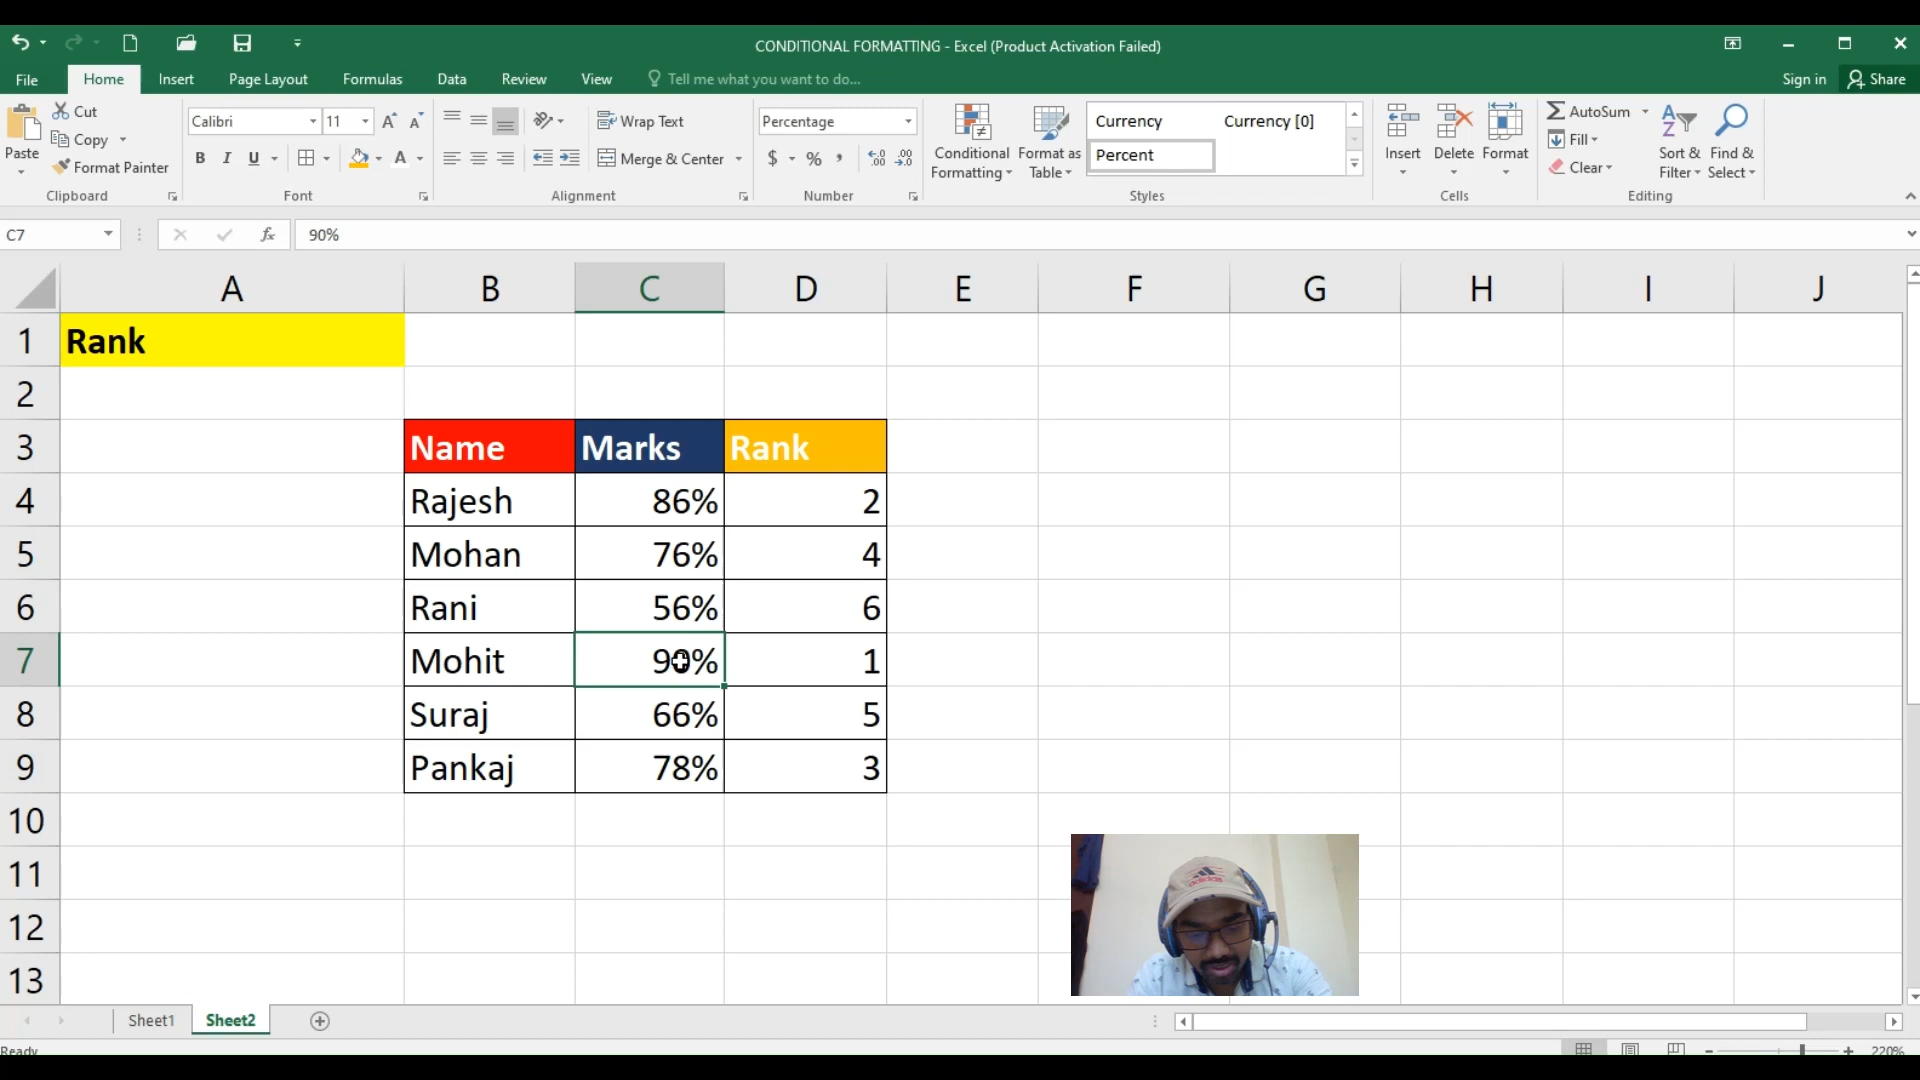 CONDITIONAL FORMATTING - Excel (Product Activation Failed)
File Home Insert Page Layout Formulas Data Review View Tell me what you want to do... Sign in Share
Paste
Cut
Copy
Format Painter
Clipboard
Calibri 11
B I U
Font
Wrap Text
Merge & Center
Alignment
Percentage
$ % ,
Number
Conditional Formatting
Format as Table
Currency Currency [0]
Percent
Styles
Insert Delete Format
Cells
AutoSum
Fill
Clear
Sort & Filter
Find & Select
Editing
C7 fx 90%
A B C D E F G H I J
1 Rank
2
3 Name Marks Rank
4 Rajesh 86% 2
5 Mohan 76% 4
6 Rani 56% 6
7 Mohit 90% 1
8 Suraj 66% 5
9 Pankaj 78% 3
10
11
12
13
adidas
Sheet1 Sheet2
Ready 220%